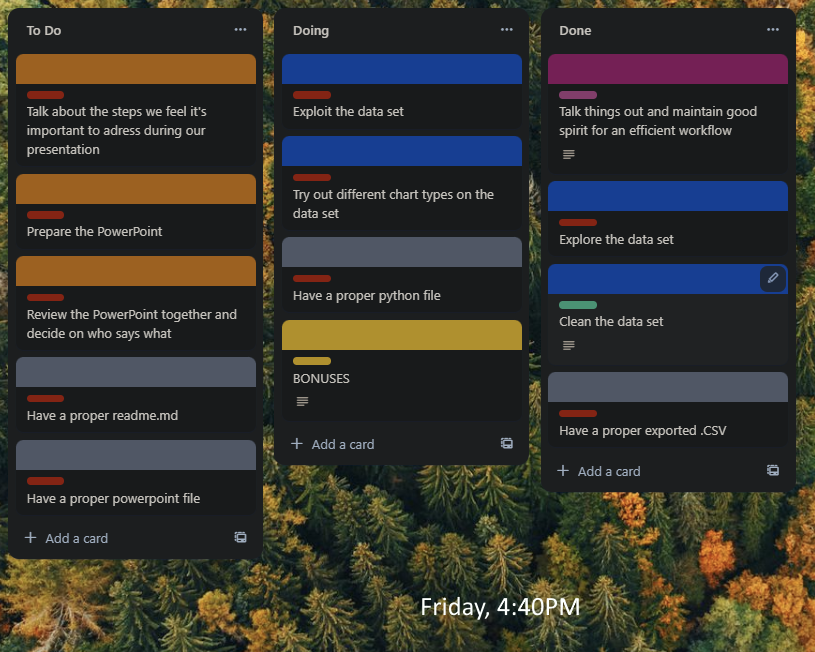 To Do
Talk about the steps we feel it's
important to adress during our
presentation
Prepare the PowerPoint
Review the PowerPoint together and
decide on who says what
Have a proper readme.md
Have a proper powerpoint file
Add a card
Doing
Exploit the data set
Try out different chart types on the
data set
Have a proper python file
BONUSES
Add a card
Done
Talk things out and maintain good
spirit for an efficient workflow
Explore the data set
Clean the data set
Have a proper exported .CSV
Add a card
Friday, 4:40PM